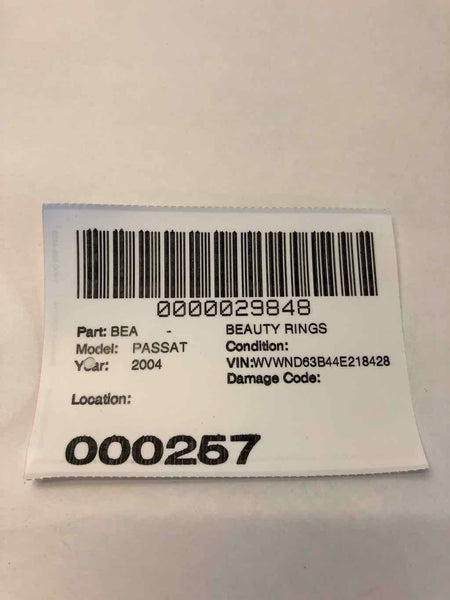 0000029848
Part: BEA - BEAUTY RINGS
Model: PASSAT Condition:
Year: 2004 VIN:WVWND63B44E218428
Damage Code:
Location:
000257